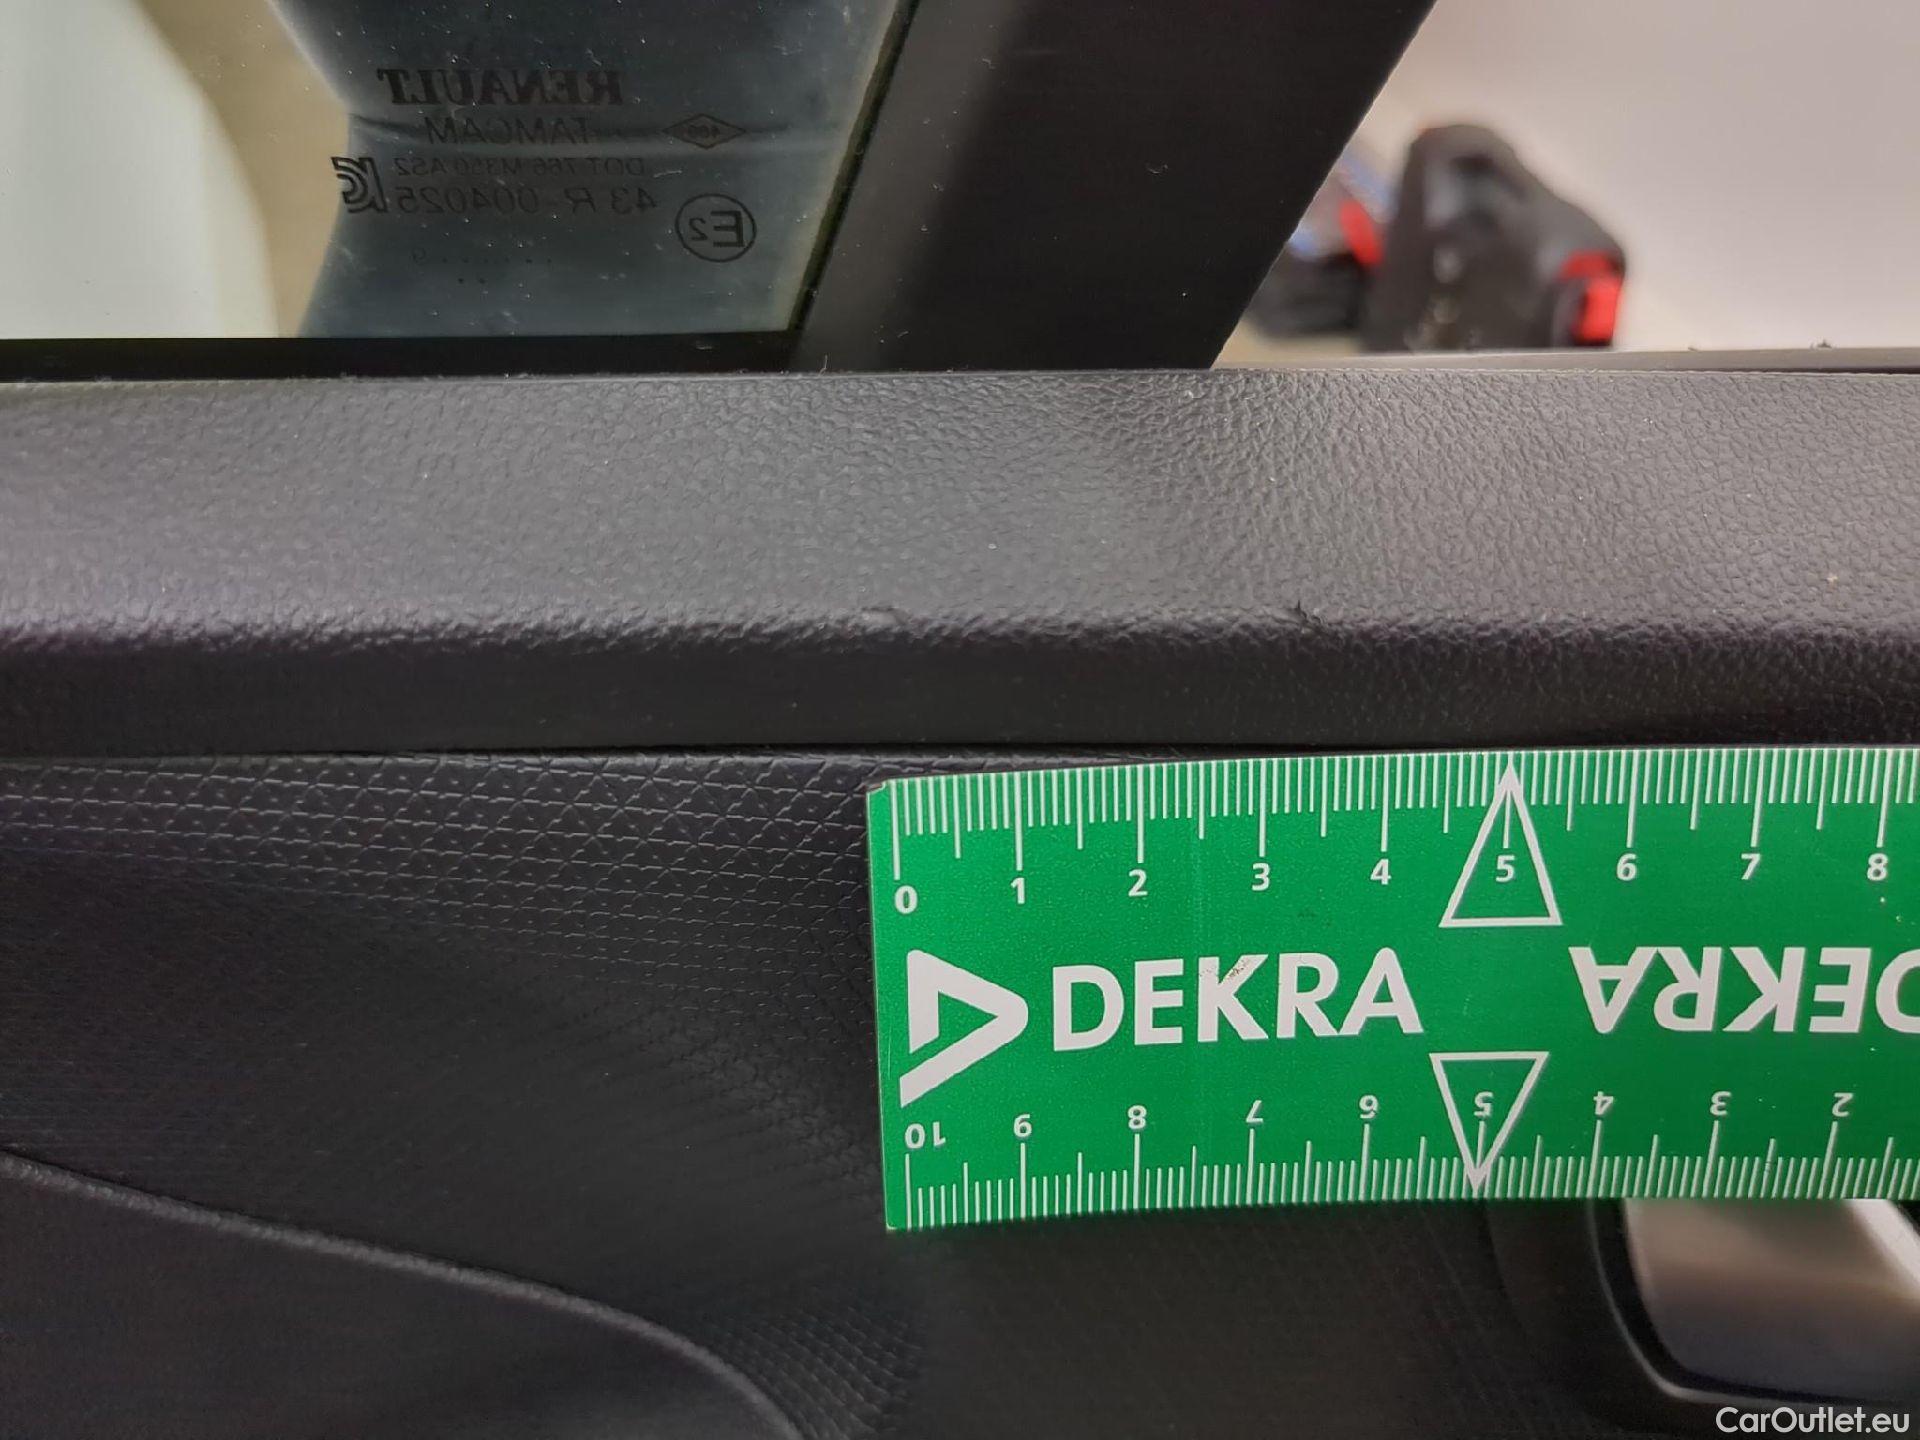 RENAULT
TAMCAM
DOT 766 M350 AS2
43 R - 004025
E2
0 1 2 3 4 5 6 7 8
DEKRA DEKRA
10 9 8 7 6 5 4 3 2
CarOutlet.eu